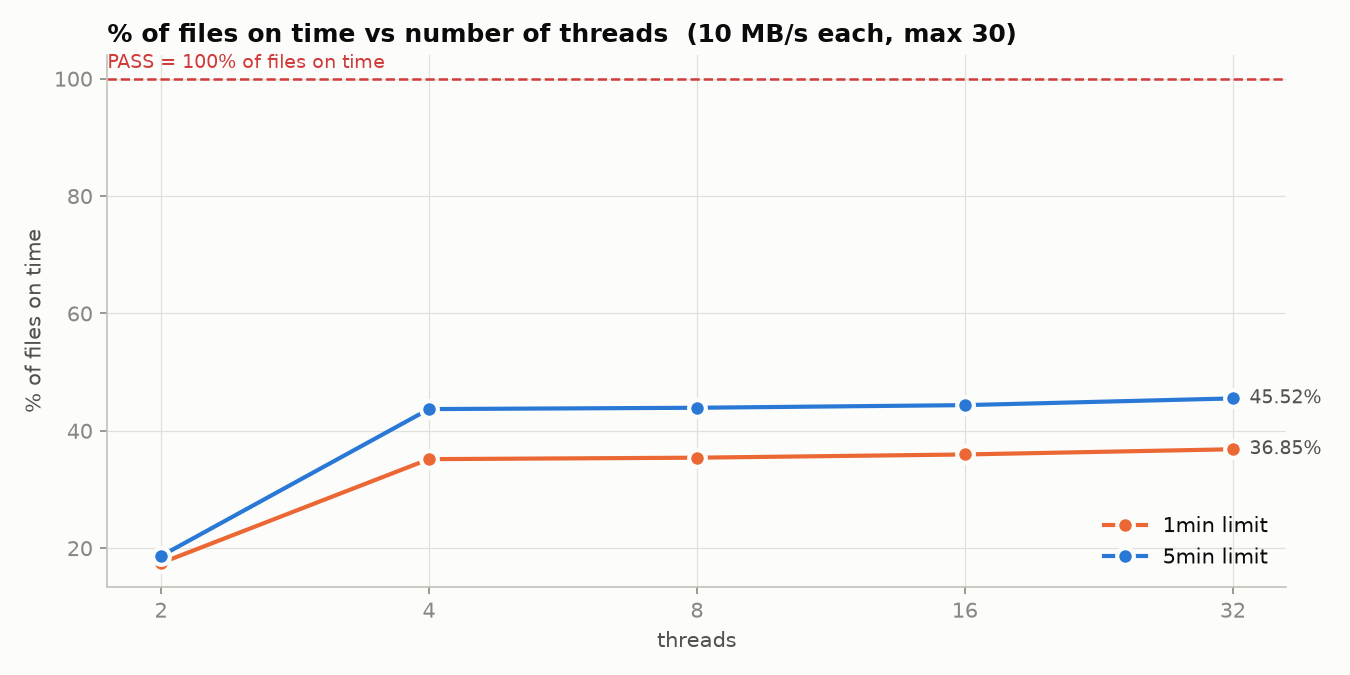 % of files on time vs number of threads  (10 MB/s each, max 30)
PASS = 100% of files on time
100
80
60
40
20
% of files on time
45.52%
36.85%
1min limit
5min limit
2 4 8 16 32
threads